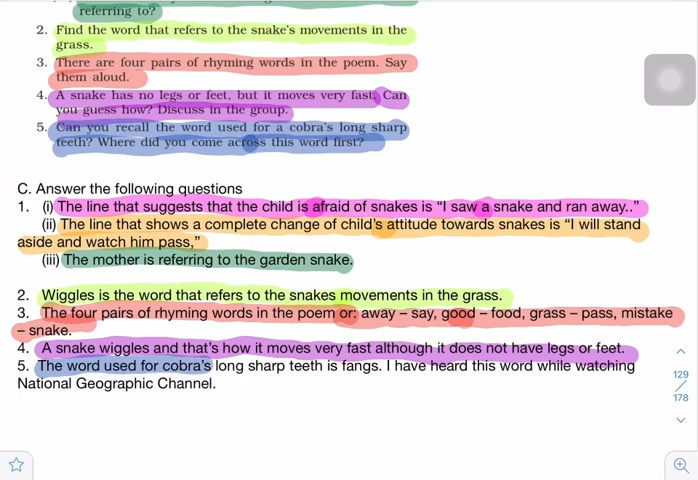 referring to?
2. Find the word that refers to the snake's movements in the
grass.
3. There are four pairs of rhyming words in the poem. Say
them aloud.
4. A snake has no legs or feet, but it moves very fast. Can
you guess how? Discuss in the group.
5. Can you recall the word used for a cobra's long sharp
teeth? Where did you come across this word first?
C. Answer the following questions
1. (i) The line that suggests that the child is afraid of snakes is “I saw a snake and ran away..”
(ii) The line that shows a complete change of child's attitude towards snakes is “I will stand
aside and watch him pass,”
(iii) The mother is referring to the garden snake.
2. Wiggles is the word that refers to the snakes movements in the grass.
3. The four pairs of rhyming words in the poem or: away – say, good – food, grass – pass, mistake
– snake.
4. A snake wiggles and that's how it moves very fast although it does not have legs or feet.
5. The word used for cobra's long sharp teeth is fangs. I have heard this word while watching
National Geographic Channel.
129
/
178